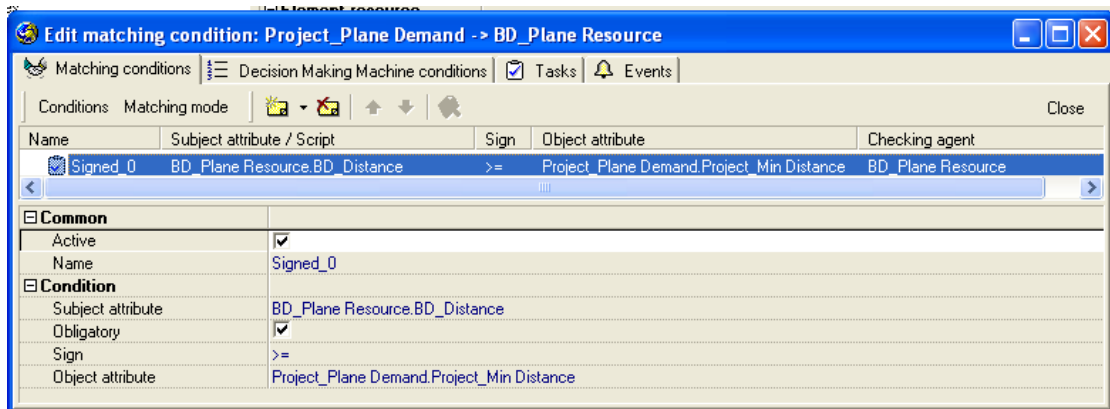 Element resource
Edit matching condition: Project_Plane Demand -> BD_Plane Resource
Matching conditions Decision Making Machine conditions Tasks Events
Conditions Matching mode Close
Name Subject attribute / Script Sign Object attribute Checking agent
Signed_0 BD_Plane Resource.BD_Distance >= Project_Plane Demand.Project_Min Distance BD_Plane Resource
Common
Active
Name Signed_0
Condition
Subject attribute BD_Plane Resource.BD_Distance
Obligatory
Sign >=
Object attribute Project_Plane Demand.Project_Min Distance